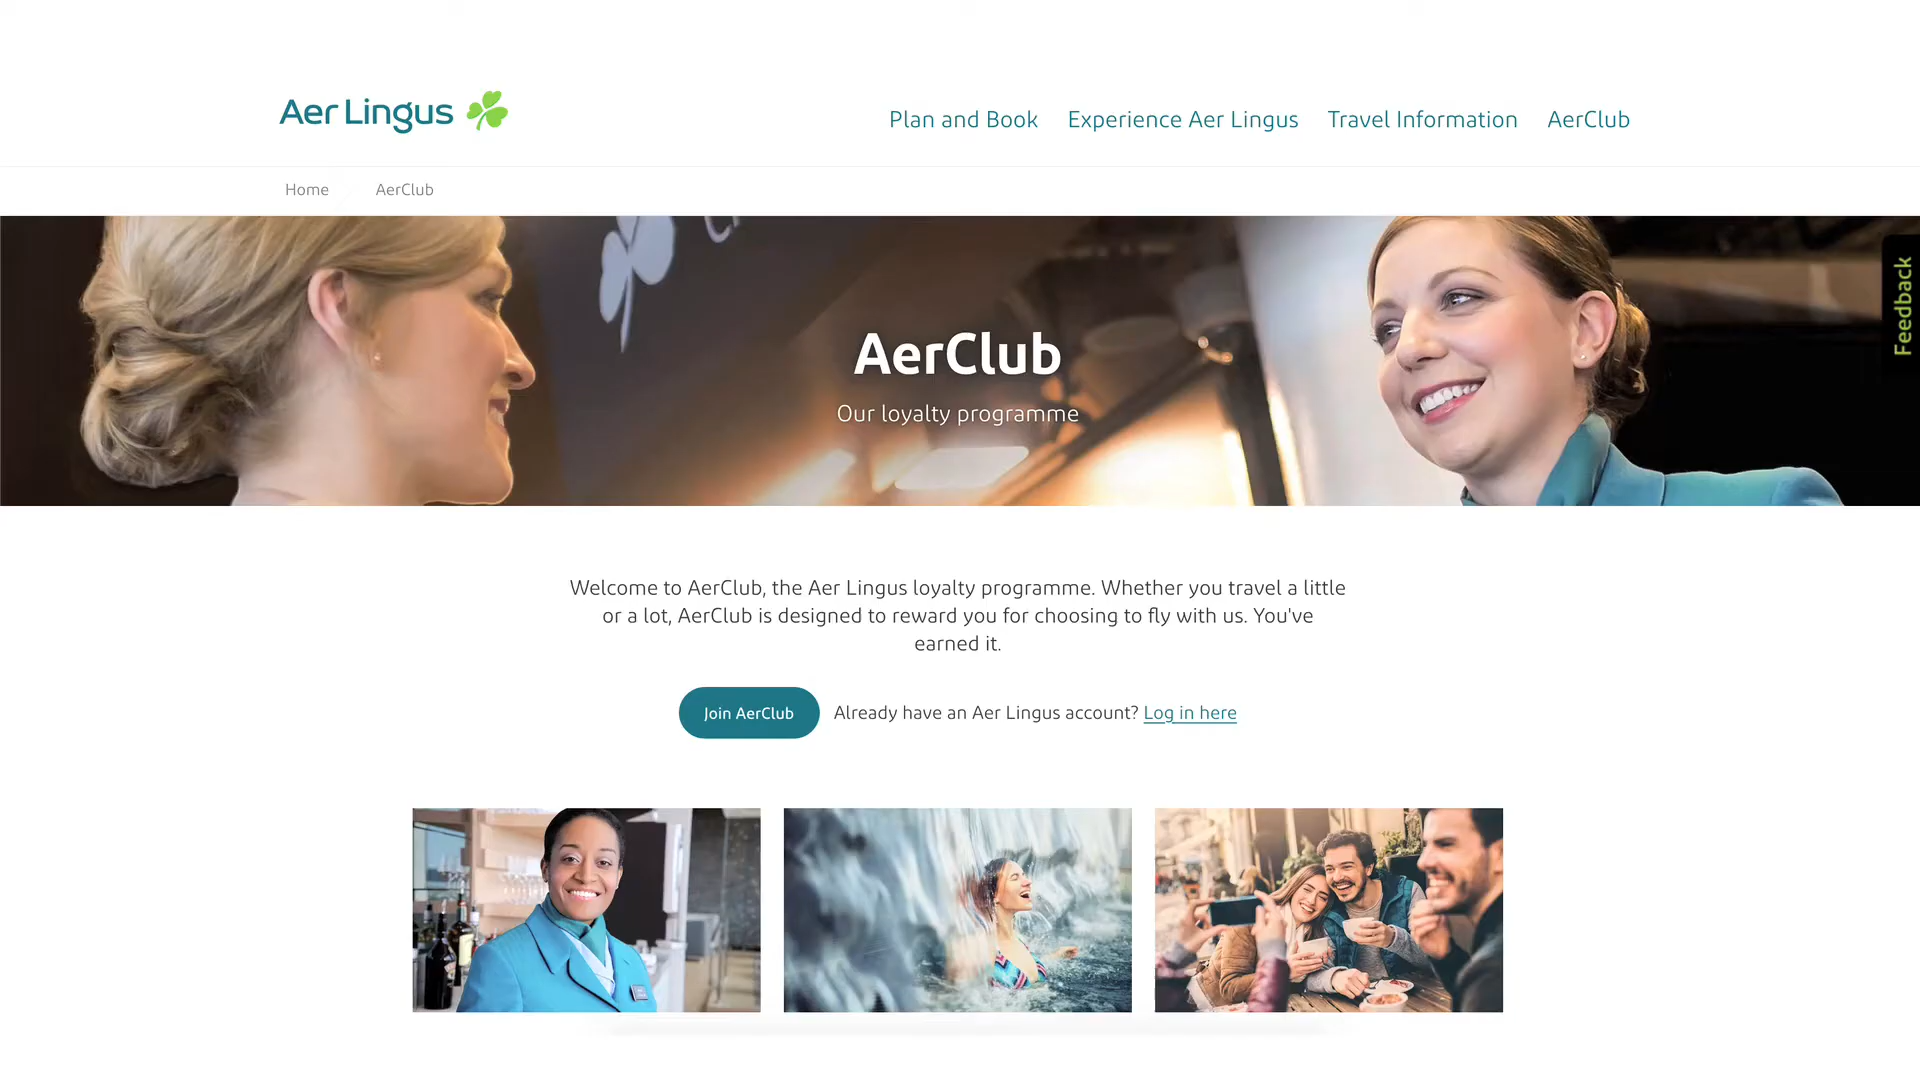 Aer Lingus
Plan and Book
Experience Aer Lingus
Travel Information
AerClub
Home
AerClub
Feedback
AerClub
Our loyalty programme
Welcome to AerClub, the Aer Lingus loyalty programme. Whether you travel a little
or a lot, AerClub is designed to reward you for choosing to fly with us. You've
earned it.
Join AerClub
Already have an Aer Lingus account? Log in here